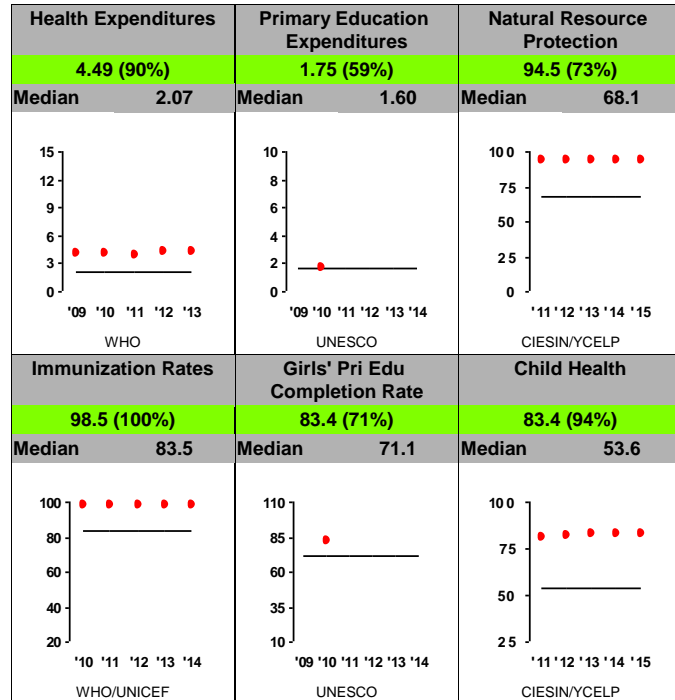 Health Expenditures
4.49 (90%)
Median 2.07
15
12
9
6
3
0
'09 '10 '11 '12 '13
WHO
Primary Education
Expenditures
1.75 (59%)
Median 1.60
10
8
6
4
2
0
'09 '10 '11 '12 '13 '14
UNESCO
Natural Resource
Protection
94.5 (73%)
Median 68.1
100
75
50
25
0
'11 '12 '13 '14 '15
CIESIN/YCELP
Immunization Rates
98.5 (100%)
Median 83.5
100
80
60
40
20
'10 '11 '12 '13 '14
WHO/UNICEF
Girls' Pri Edu
Completion Rate
83.4 (71%)
Median 71.1
110
85
60
35
10
'09 '10 '11 '12 '13 '14
UNESCO
Child Health
83.4 (94%)
Median 53.6
100
75
50
25
'11 '12 '13 '14 '15
CIESIN/YCELP